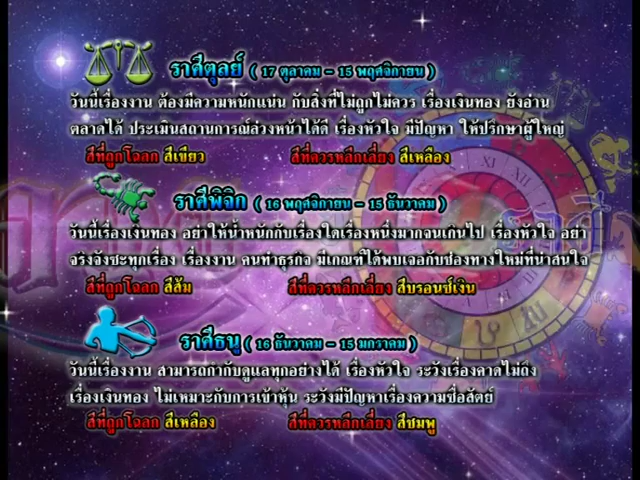 ราศีตุลย์ ( 17 ตุลาคม - 15 พฤศจิกายน )
วันนี้เรื่องงาน ต้องมีความหนักแน่น กับสิ่งที่ไม่ถูกไม่ควร เรื่องเงินทอง ยังอ่าน
ตลาดได้ ประเมินสถานการณ์ล่วงหน้าได้ดี เรื่องหัวใจ มีปัญหา ให้ปรึกษาผู้ใหญ่
สีที่ถูกโฉลก สีเขียว สีที่ควรหลีกเลี่ยง สีเหลือง
ราศีพิจิก ( 16 พฤศจิกายน - 15 ธันวาคม )
วันนี้เรื่องเงินทอง อย่าให้น้ำหนักกับเรื่องใดเรื่องหนึ่งมากจนเกินไป เรื่องหัวใจ อย่า
จริงจังซะทุกเรื่อง เรื่องงาน คนทำธุรกิจ มีเกณฑ์ได้พบเจอกับช่องทางใหม่ที่น่าสนใจ
สีที่ถูกโฉลก สีส้ม สีที่ควรหลีกเลี่ยง สีบรอนซ์เงิน
ราศีธนู ( 16 ธันวาคม - 15 มกราคม )
วันนี้เรื่องงาน สามารถกำกับดูแลทุกอย่างได้ เรื่องหัวใจ ระวังเรื่องคาดไม่ถึง
เรื่องเงินทอง ไม่เหมาะกับการเข้าหุ้น ระวังมีปัญหาเรื่องความซื่อสัตย์
สีที่ถูกโฉลก สีเหลือง สีที่ควรหลีกเลี่ยง สีชมพู